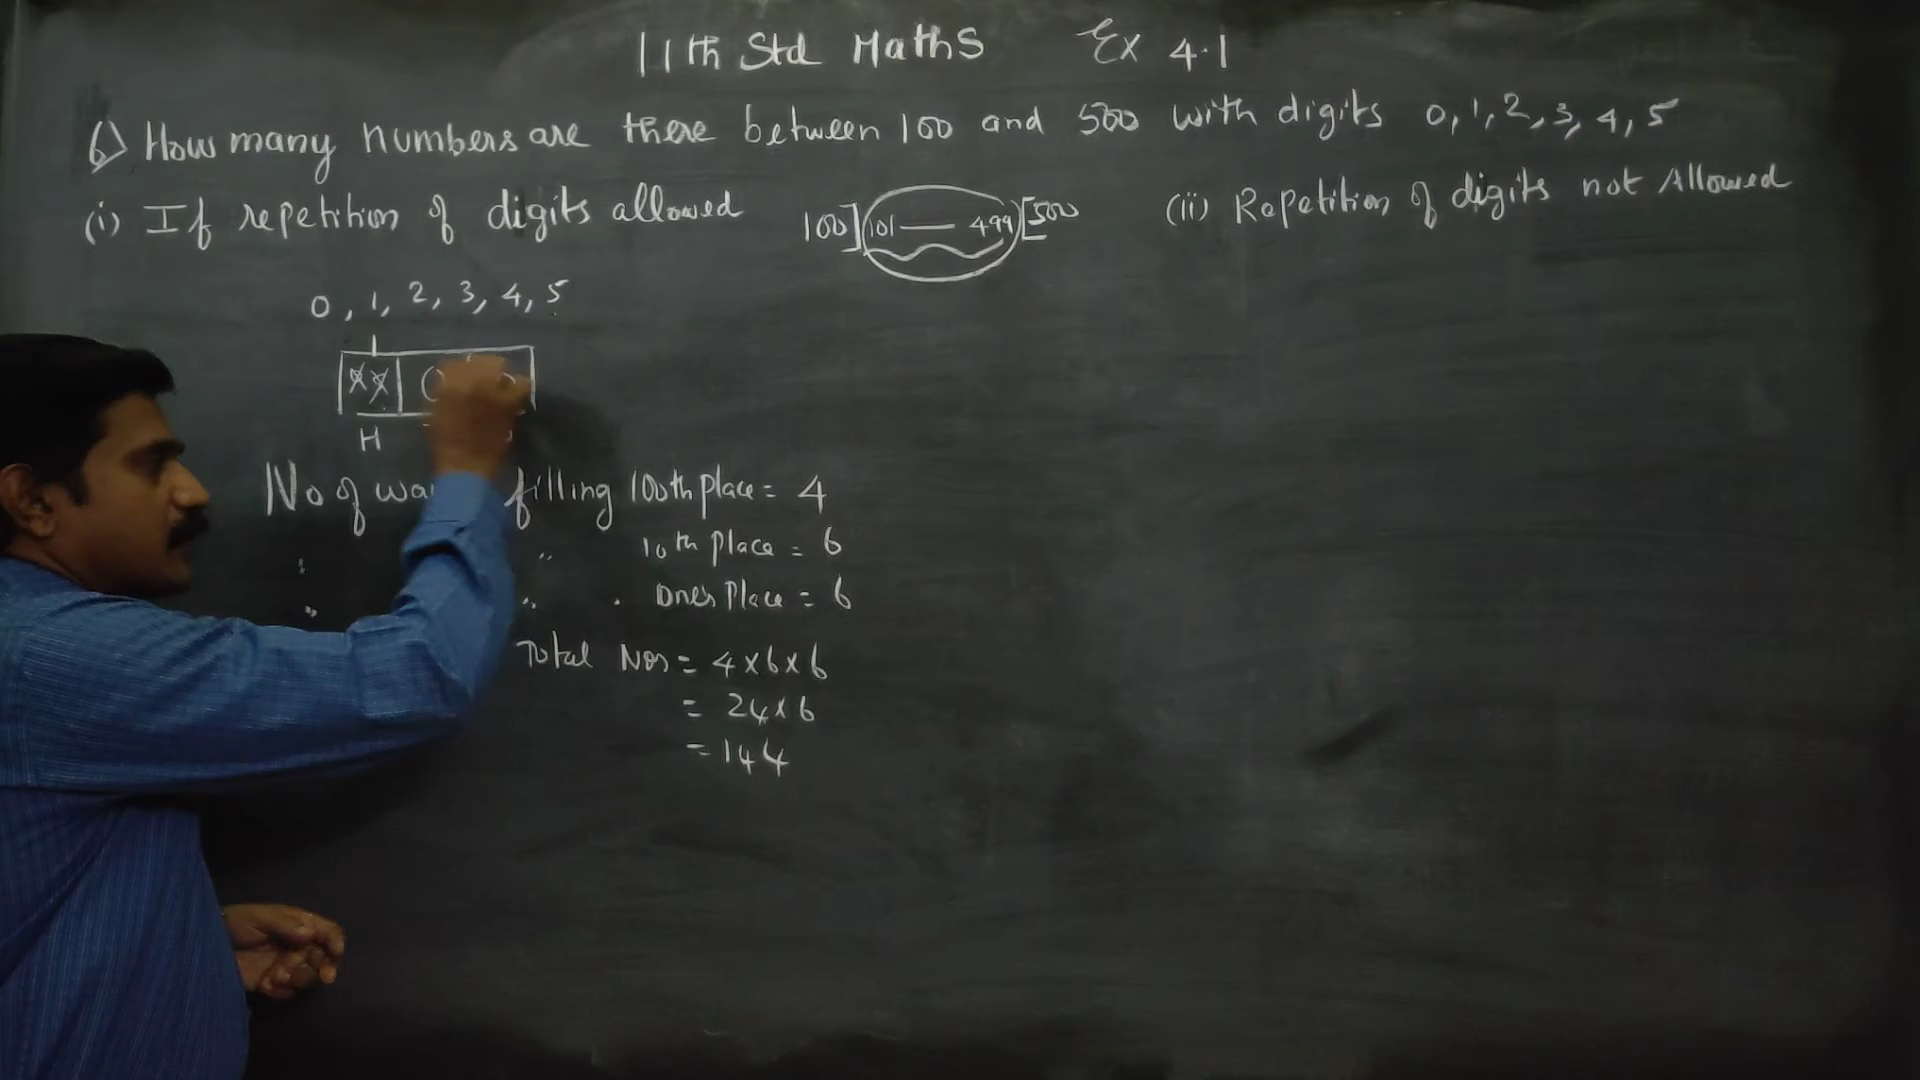 11th Std Maths Ex 4.1
6) How many numbers are there between 100 and 500 with digits 0, 1, 2, 3, 4, 5
(i) If repetition of digits allowed 100] 101 — 499 [500 (ii) Repetition of digits not Allowed
0, 1, 2, 3, 4, 5
1
H
No of filling 100th place = 4
" 10th place = 6
" " Ones Place = 6
Total Nos = 4 x 6 x 6
= 24 x 6
= 144